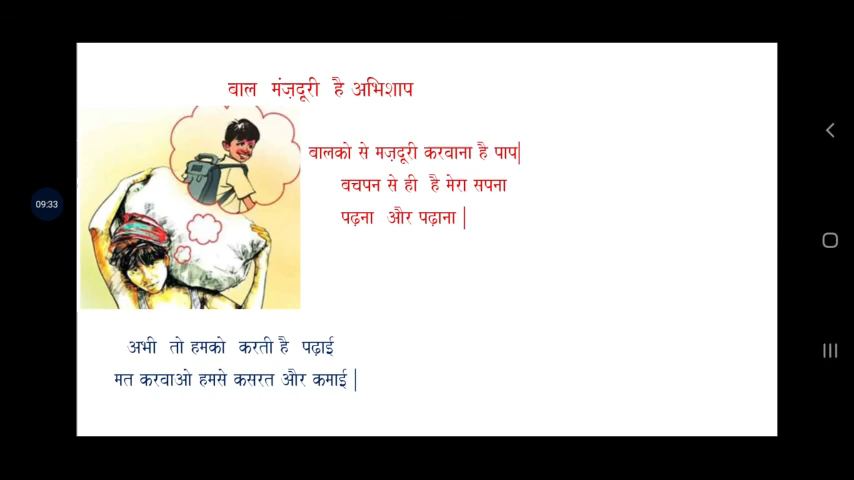 वाल मंज़दूरी है अभिशाप
वालको से मज़दूरी करवाना है पाप|
वचपन से ही है मेरा सपना
पढ़ना और पढ़ाना |
09:33
अभी तो हमको करती है पढ़ाई
मत करवाओ हमसे कसरत और कमाई |